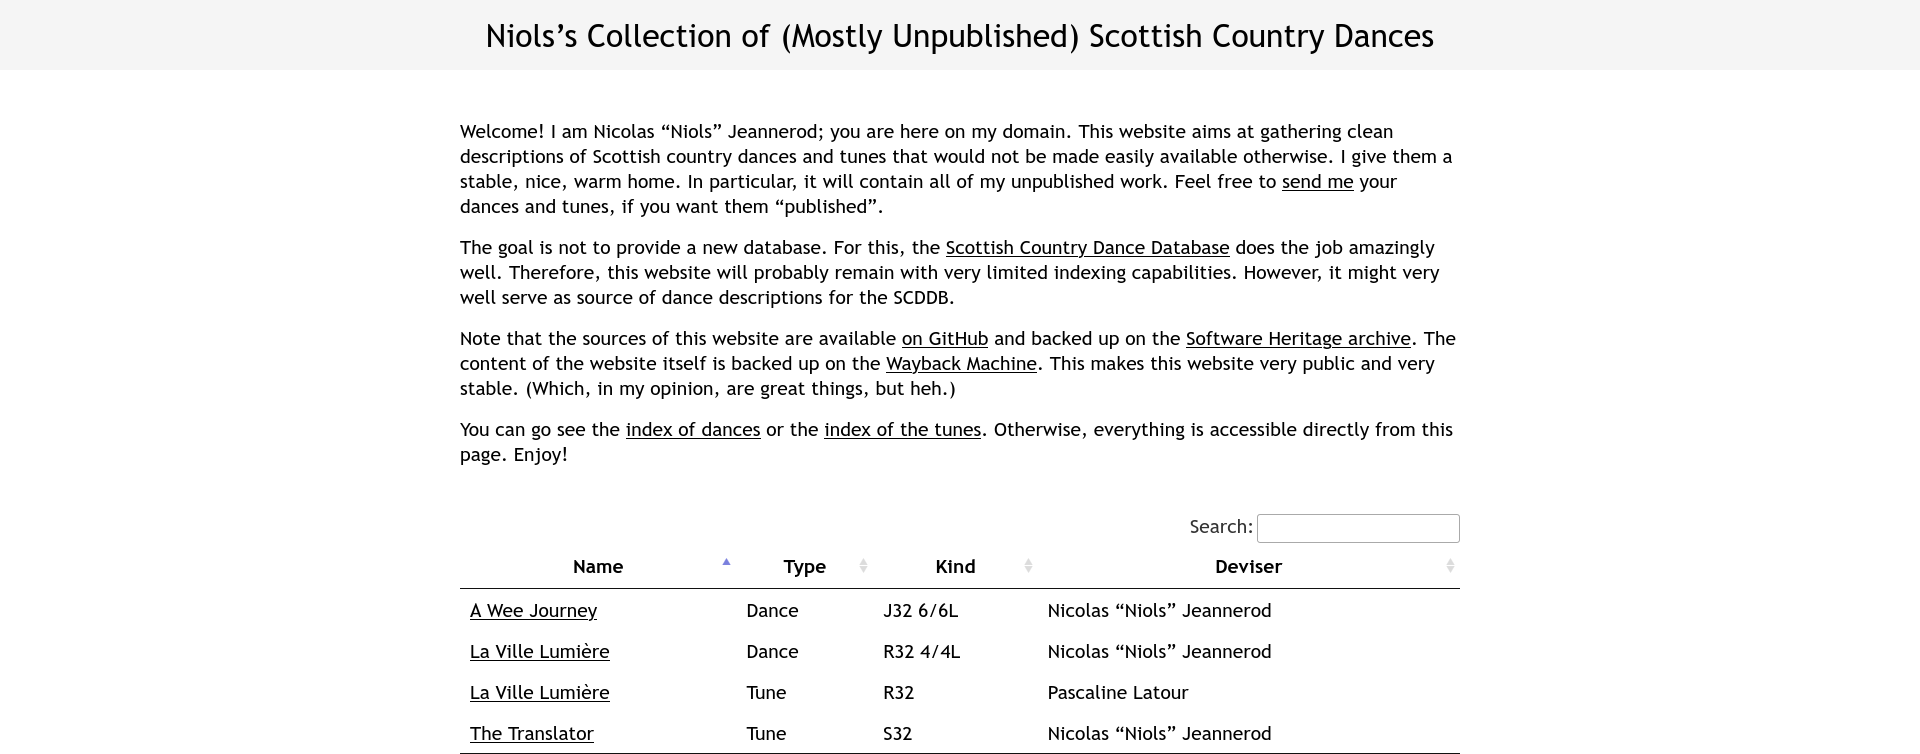 Niols’s Collection of (Mostly Unpublished) Scottish Country Dances
Welcome! I am Nicolas “Niols” Jeannerod; you are here on my domain. This website aims at gathering clean
descriptions of Scottish country dances and tunes that would not be made easily available otherwise. I give them a
stable, nice, warm home. In particular, it will contain all of my unpublished work. Feel free to send me your
dances and tunes, if you want them “published”.
The goal is not to provide a new database. For this, the Scottish Country Dance Database does the job amazingly
well. Therefore, this website will probably remain with very limited indexing capabilities. However, it might very
well serve as source of dance descriptions for the SCDDB.
Note that the sources of this website are available on GitHub and backed up on the Software Heritage archive. The
content of the website itself is backed up on the Wayback Machine. This makes this website very public and very
stable. (Which, in my opinion, are great things, but heh.)
You can go see the index of dances or the index of the tunes. Otherwise, everything is accessible directly from this
page. Enjoy!
Search:
Name Type Kind Deviser
A Wee Journey Dance J32 6/6L Nicolas “Niols” Jeannerod
La Ville Lumière Dance R32 4/4L Nicolas “Niols” Jeannerod
La Ville Lumière Tune R32 Pascaline Latour
The Translator Tune S32 Nicolas “Niols” Jeannerod